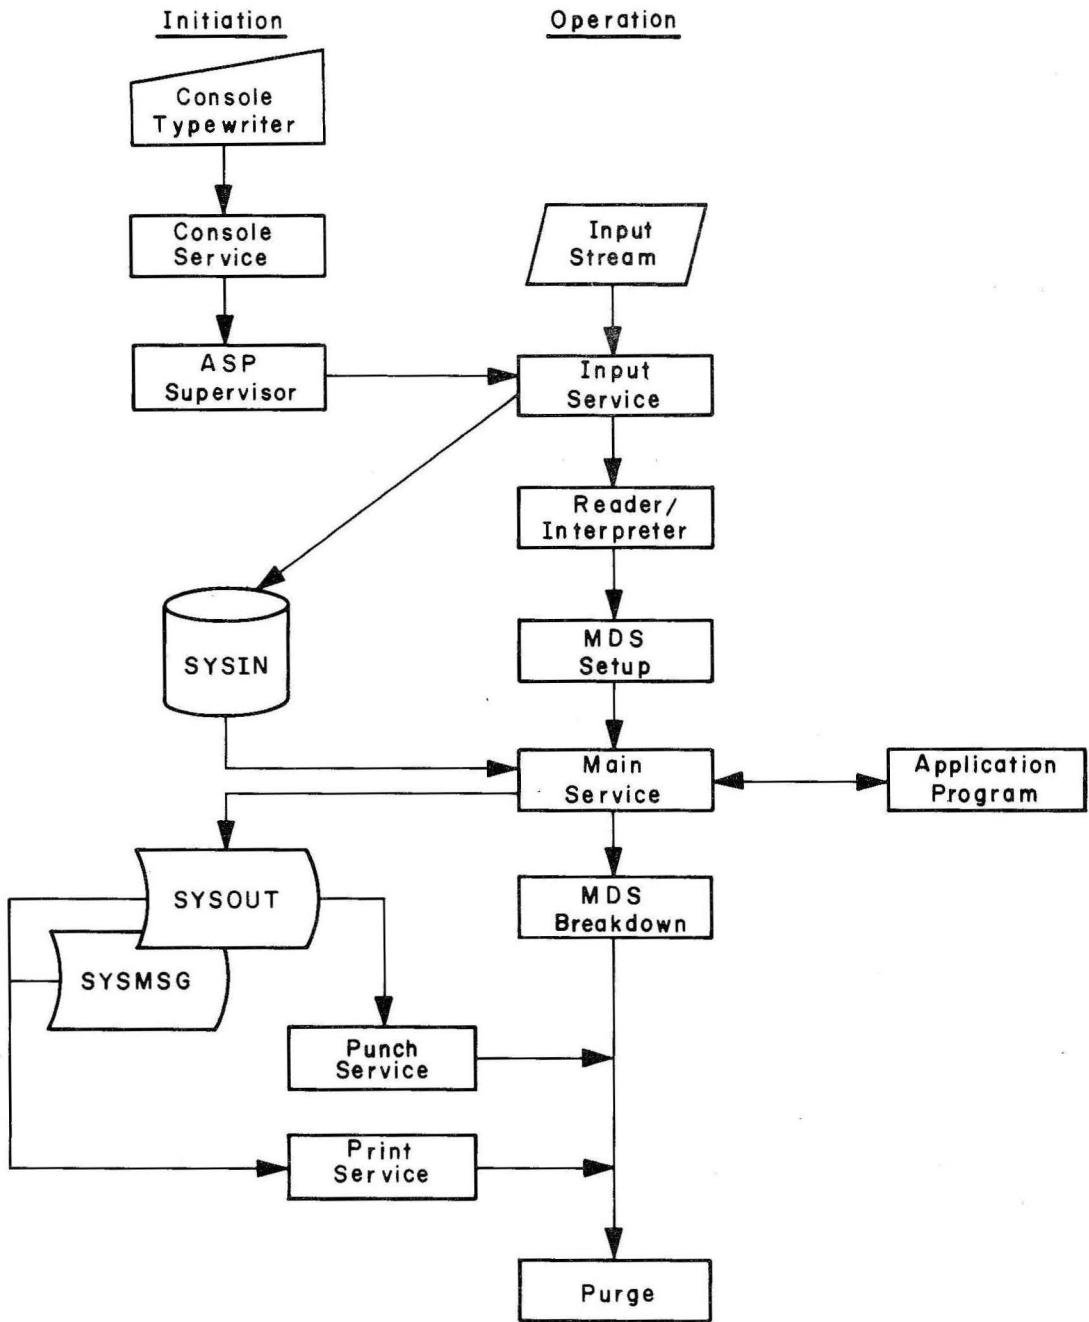 Initiation
Operation
Console
Typewriter
Console
Service
Input
Stream
ASP
Supervisor
Input
Service
Reader/
Interpreter
SYSIN
MDS
Setup
Main
Service
Application
Program
SYSOUT
MDS
Breakdown
SYSMSG
Punch
Service
Print
Service
Purge